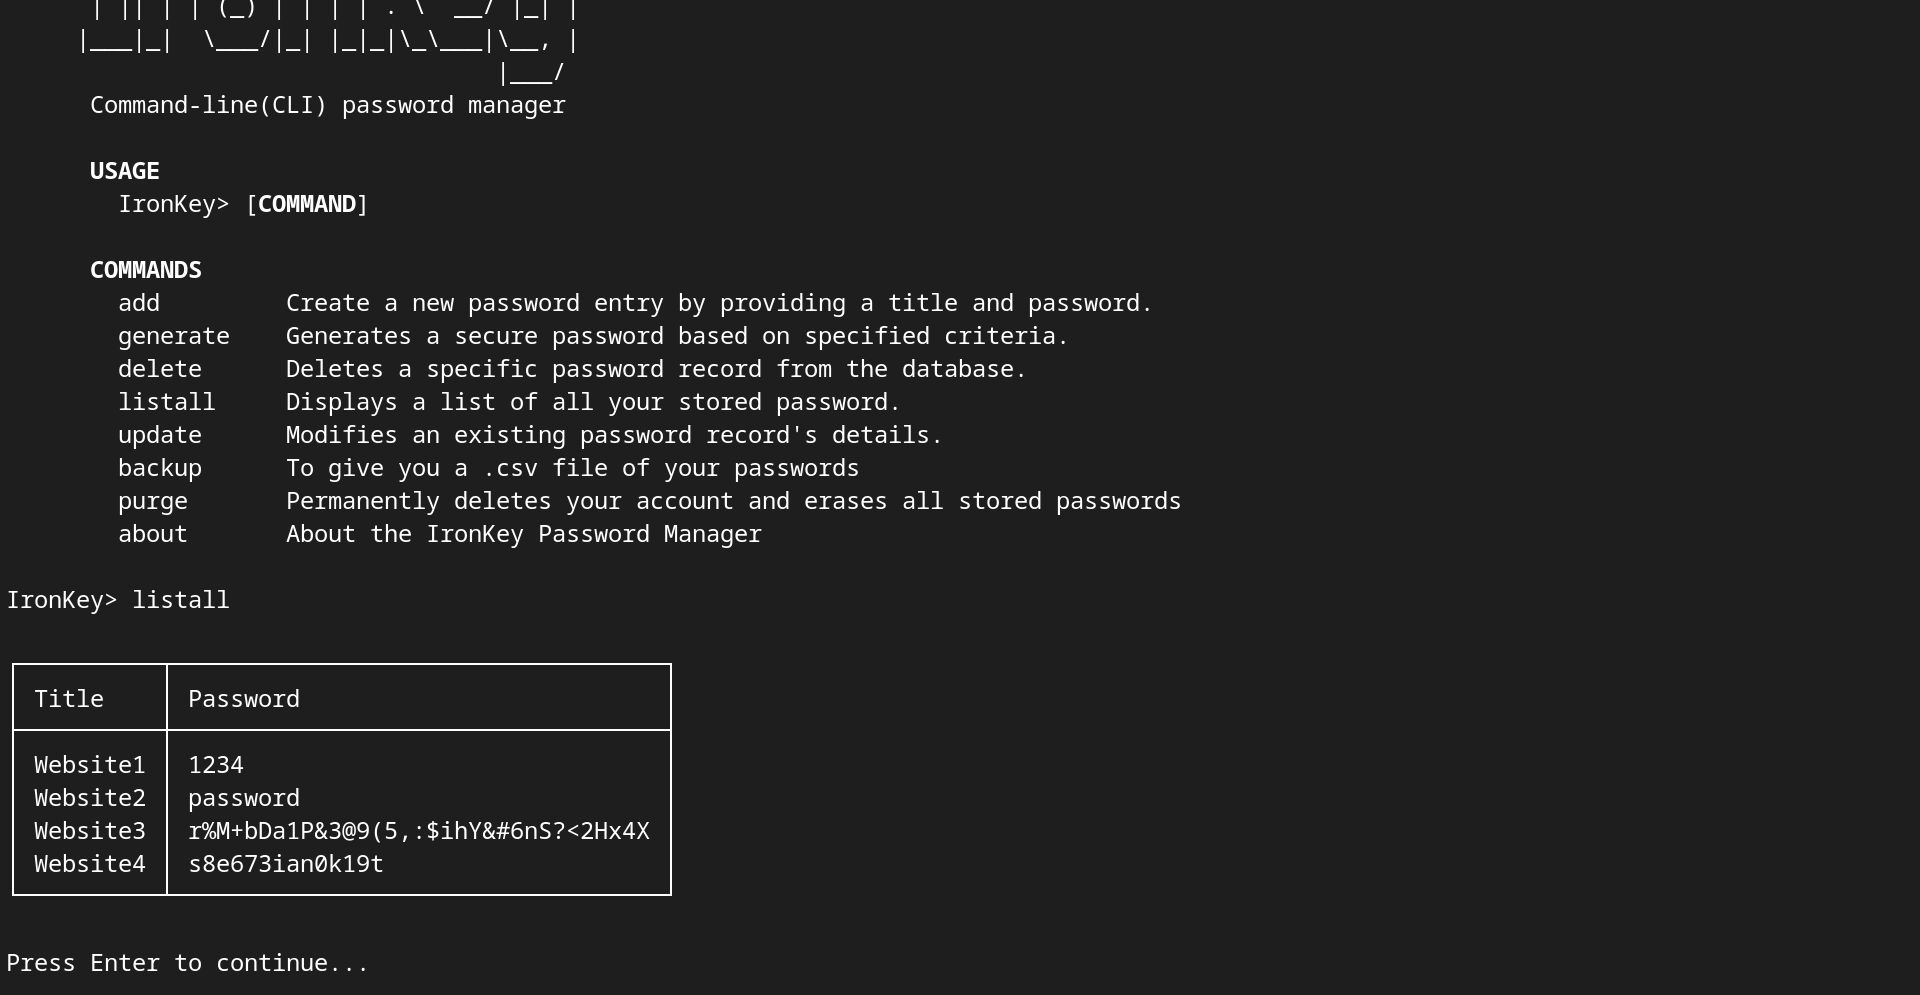 Command-line(CLI) password manager
USAGE
IronKey> [COMMAND]
COMMANDS
add Create a new password entry by providing a title and password.
generate Generates a secure password based on specified criteria.
delete Deletes a specific password record from the database.
listall Displays a list of all your stored password.
update Modifies an existing password record's details.
backup To give you a .csv file of your passwords
purge Permanently deletes your account and erases all stored passwords
about About the IronKey Password Manager
IronKey> listall
Title Password
Website1 1234
Website2 password
Website3 r%M+bDa1P&3@9(5,:$ihY&#6nS?<2Hx4X
Website4 s8e673ian0k19t
Press Enter to continue...